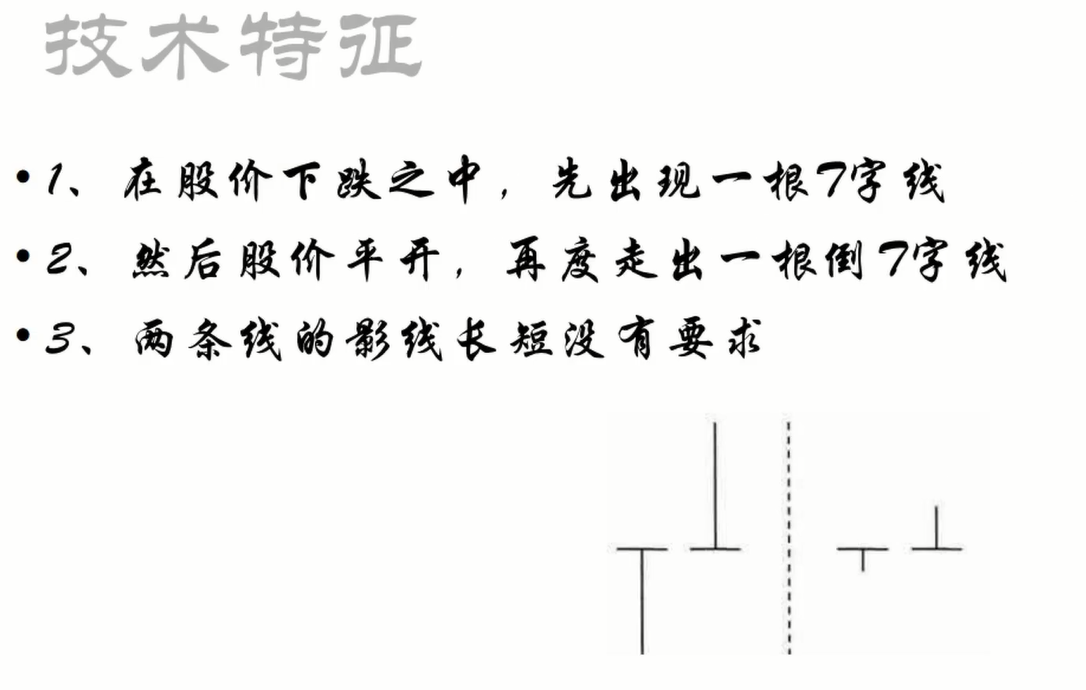 技术特征
• 1、在股价下跌之中，先出现一根T字线
• 2、然后股价平开，再度走出一根倒T字线
• 3、两条线的影线长短没有要求